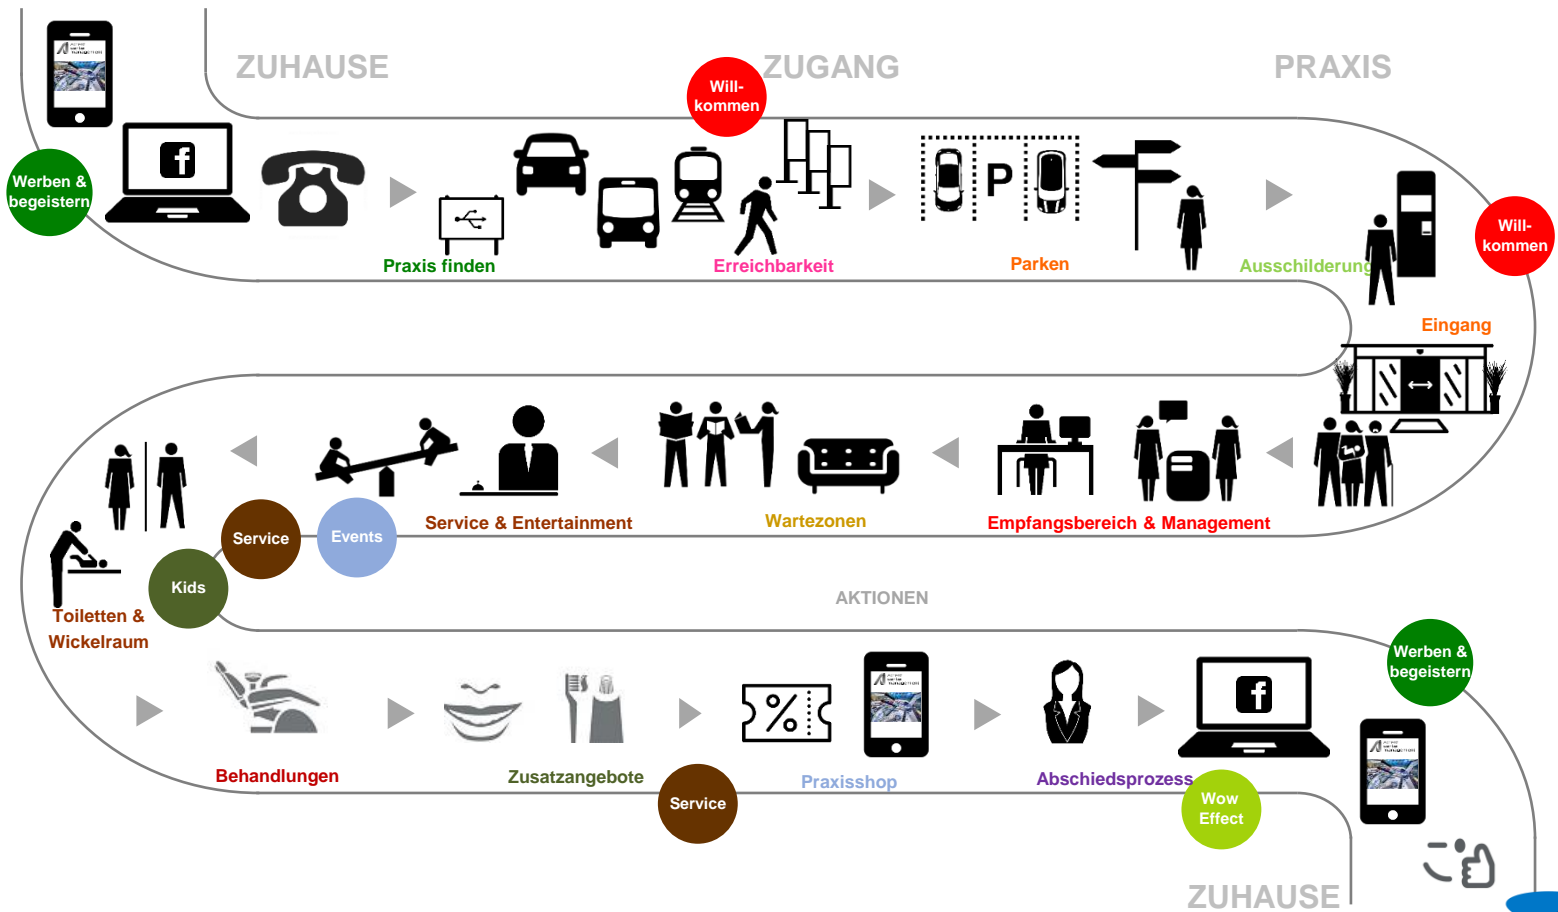 ZUHAUSE
ZUGANG
PRAXIS
Will-
kommen
Werben &
begeistern
f
P
Will-
kommen
Praxis finden
Erreichbarkeit
Parken
Ausschilderung
Eingang
Service & Entertainment
Wartezonen
Empfangsbereich & Management
Service
Events
Kids
Toiletten &
Wickelraum
AKTIONEN
Werben &
begeistern
%
f
Behandlungen
Zusatzangebote
Praxisshop
Abschiedsprozess
Service
Wow
Effect
ZUHAUSE